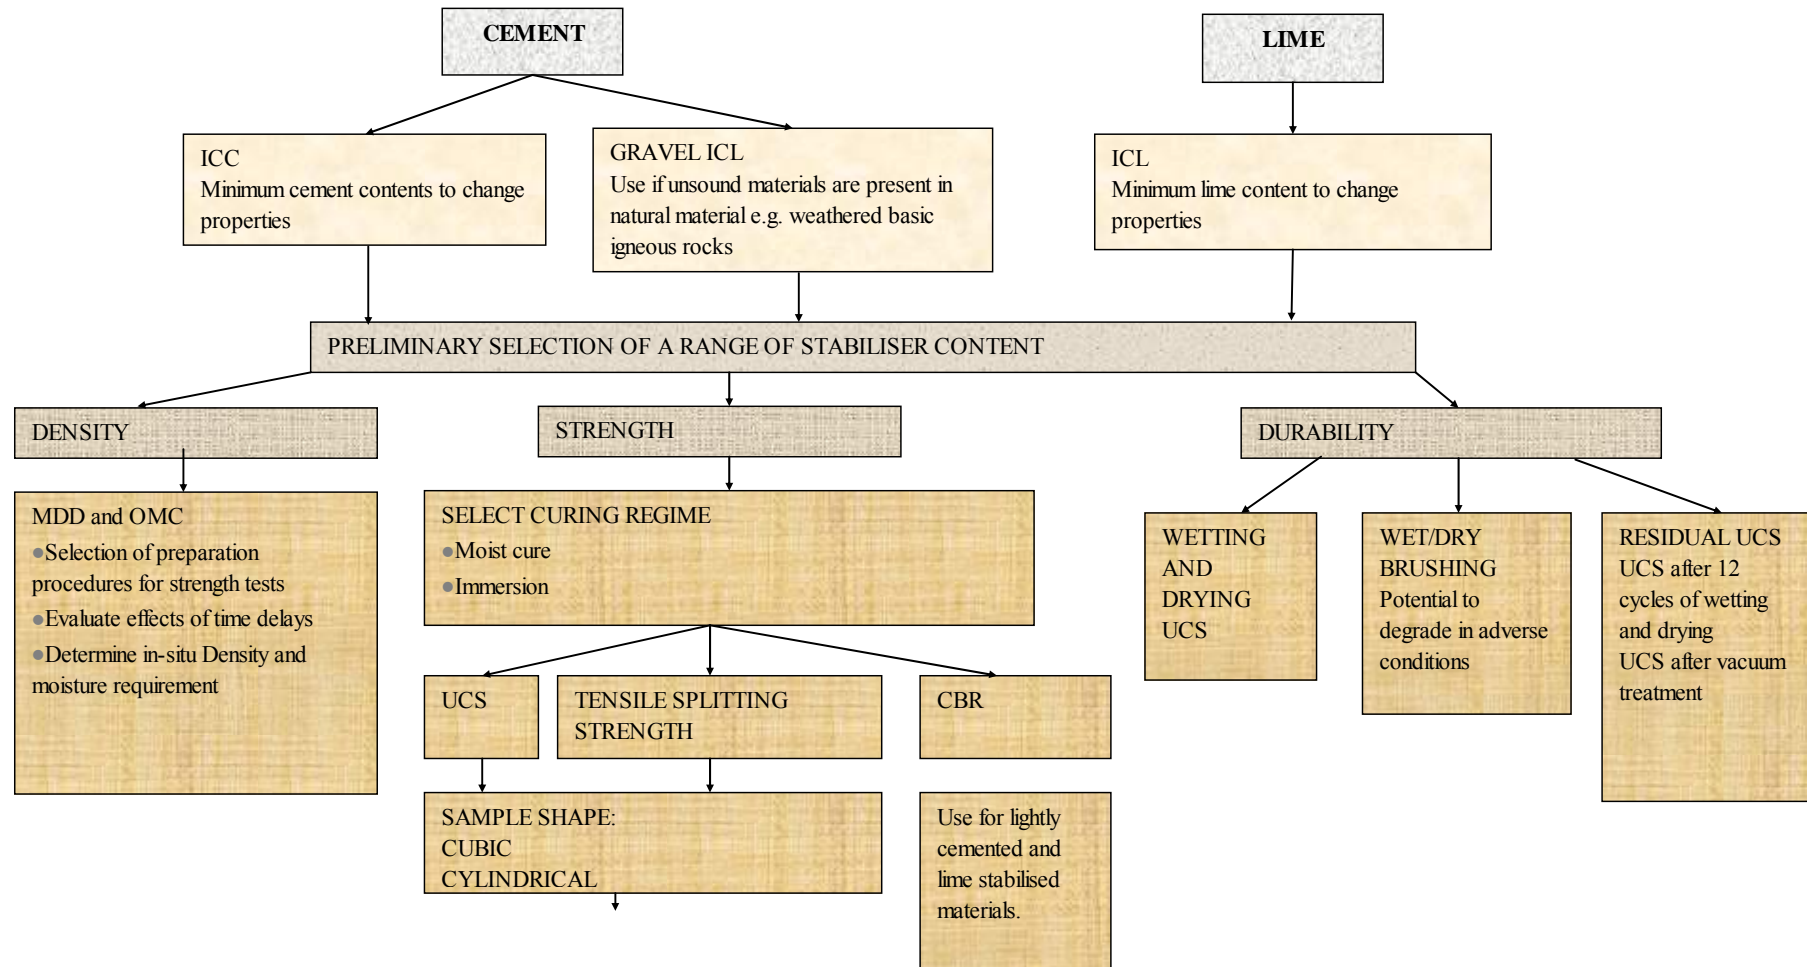 CEMENT
LIME
ICC
Minimum cement contents to change
properties
GRAVEL ICL
Use if unsound materials are present in
natural material e.g. weathered basic
igneous rocks
ICL
Minimum lime content to change
properties
PRELIMINARY SELECTION OF A RANGE OF STABILISER CONTENT
DENSITY
STRENGTH
DURABILITY
MDD and OMC
●Selection of preparation
procedures for strength tests
●Evaluate effects of time delays
●Determine in-situ Density and
moisture requirement
SELECT CURING REGIME
●Moist cure
●Immersion
WETTING
AND
DRYING
UCS
WET/DRY
BRUSHING
Potential to
degrade in adverse
conditions
RESIDUAL UCS
UCS after 12
cycles of wetting
and drying
UCS after vacuum
treatment
UCS
TENSILE SPLITTING
STRENGTH
CBR
SAMPLE SHAPE:
CUBIC
CYLINDRICAL
Use for lightly
cemented and
lime stabilised
materials.